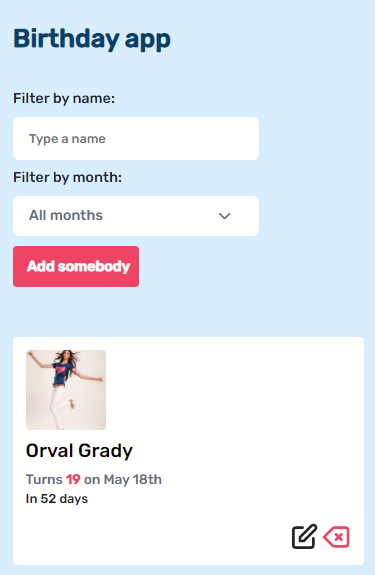 Birthday app
Filter by name:
Type a name
Filter by month:
All months
Add somebody
Orval Grady
Turns 19 on May 18th
In 52 days